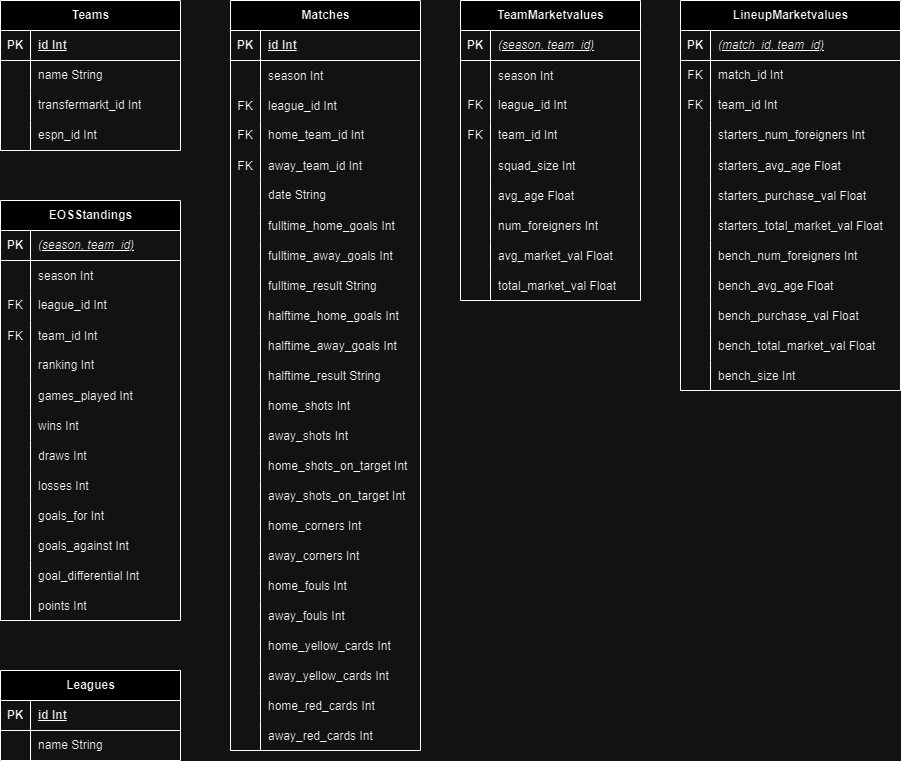 Teams
PK id Int
name String
transfermarkt_id Int
espn_id Int
EOSStandings
PK (season, team_id)
season Int
FK league_id Int
FK team_id Int
ranking Int
games_played Int
wins Int
draws Int
losses Int
goals_for Int
goals_against Int
goal_differential Int
points Int
Leagues
PK id Int
name String
Matches
PK id Int
season Int
FK league_id Int
FK home_team_id Int
FK away_team_id Int
date String
fulltime_home_goals Int
fulltime_away_goals Int
fulltime_result String
halftime_home_goals Int
halftime_away_goals Int
halftime_result String
home_shots Int
away_shots Int
home_shots_on_target Int
away_shots_on_target Int
home_corners Int
away_corners Int
home_fouls Int
away_fouls Int
home_yellow_cards Int
away_yellow_cards Int
home_red_cards Int
away_red_cards Int
TeamMarketvalues
PK (season, team_id)
season Int
FK league_id Int
FK team_id Int
squad_size Int
avg_age Float
num_foreigners Int
avg_market_val Float
total_market_val Float
LineupMarketvalues
PK (match_id, team_id)
FK match_id Int
FK team_id Int
starters_num_foreigners Int
starters_avg_age Float
starters_purchase_val Float
starters_total_market_val Float
bench_num_foreigners Int
bench_avg_age Float
bench_purchase_val Float
bench_total_market_val Float
bench_size Int